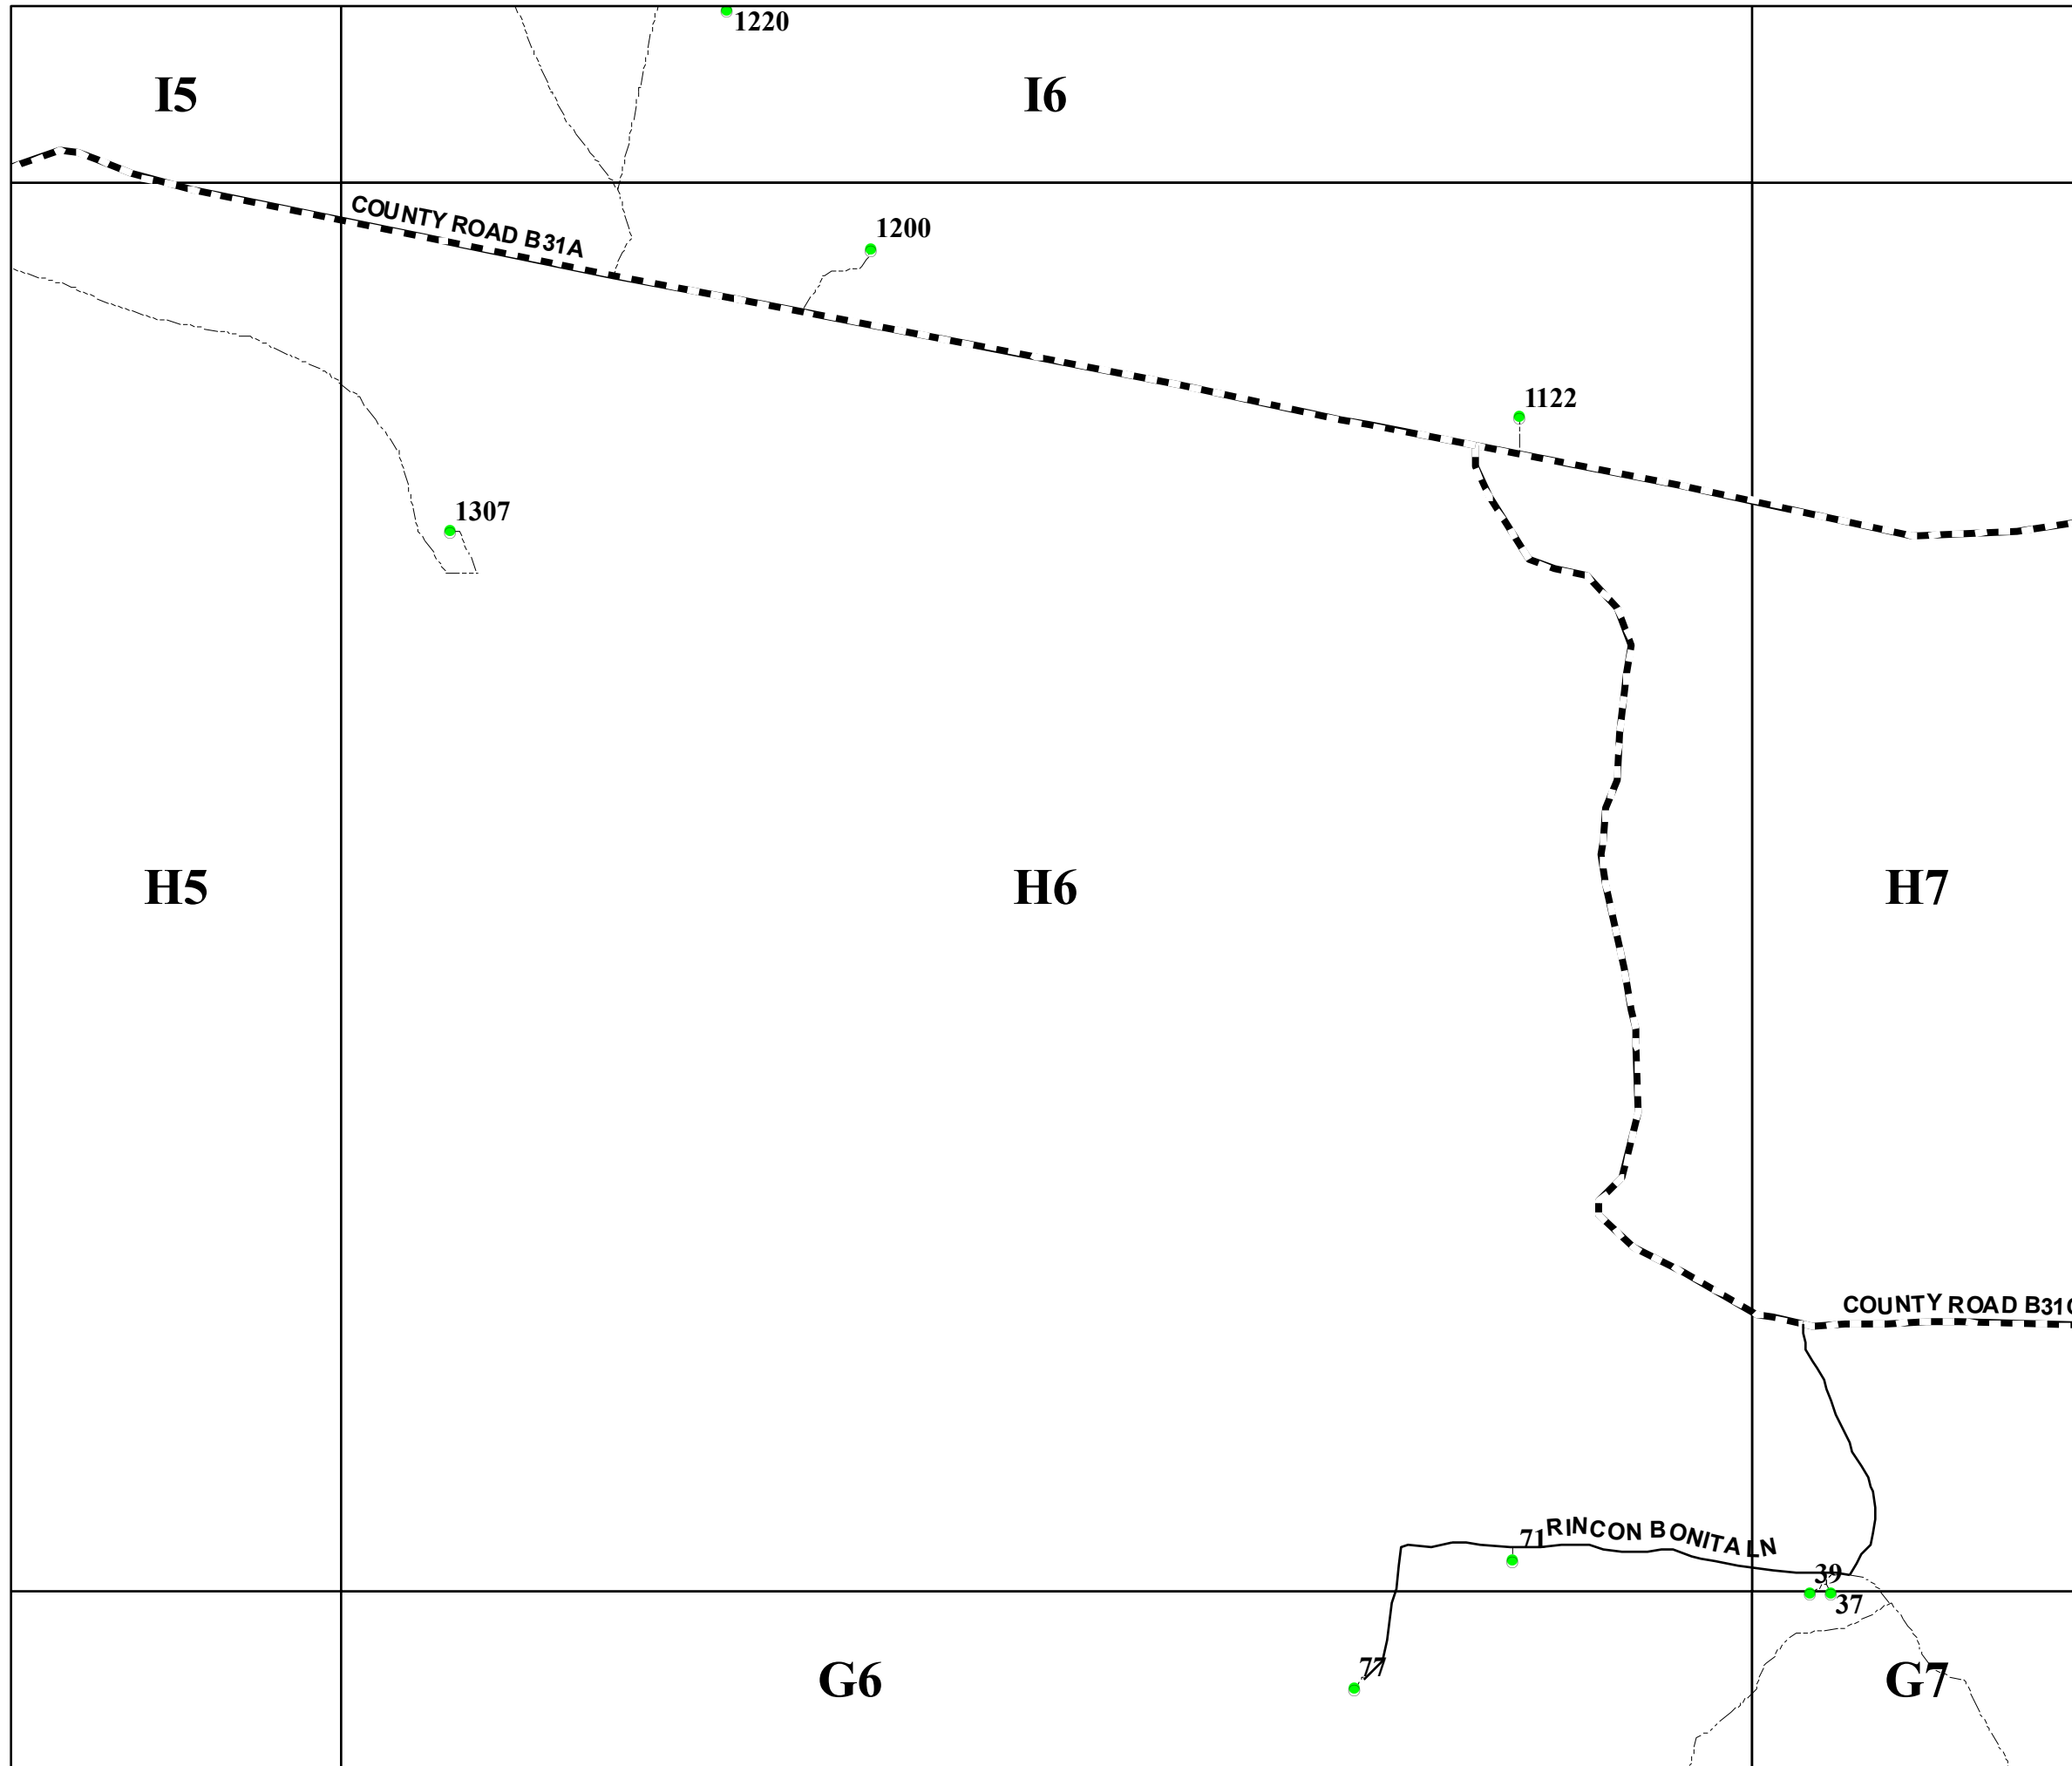 1220
I5
I6
COUNTY ROAD B31A
1200
1122
1307
H5
H6
H7
COUNTY ROAD B31
71
RINCON BONITA LN
39
37
77
G6
G7